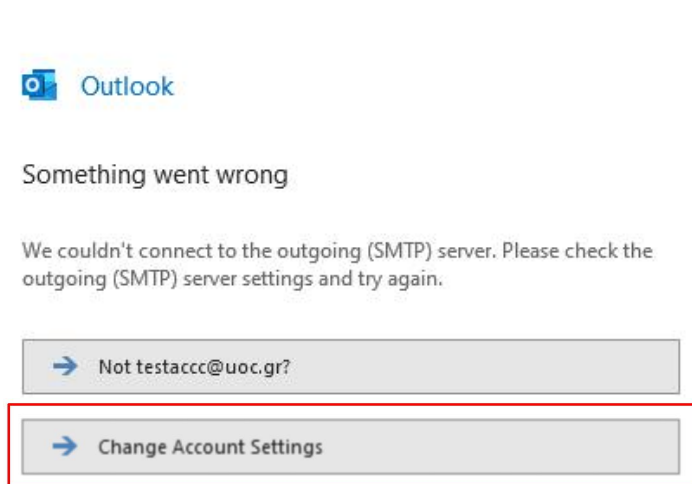 Outlook
Something went wrong
We couldn't connect to the outgoing (SMTP) server. Please check the
outgoing (SMTP) server settings and try again.
Not testaccc@uoc.gr?
Change Account Settings